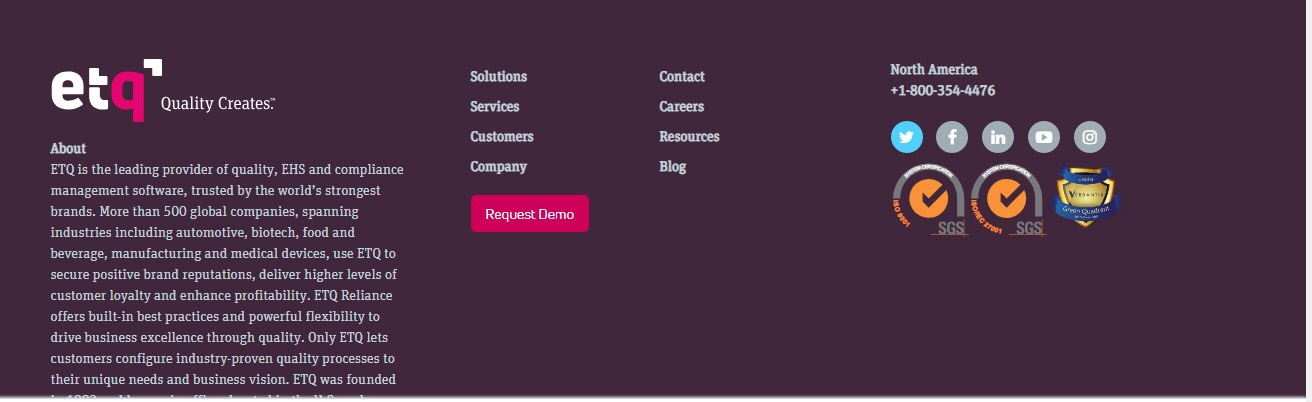 etq
Quality Creates.™
About
ETQ is the leading provider of quality, EHS and compliance
management software, trusted by the world's strongest
brands. More than 500 global companies, spanning
industries including automotive, biotech, food and
beverage, manufacturing and medical devices, use ETQ to
secure positive brand reputations, deliver higher levels of
customer loyalty and enhance profitability. ETQ Reliance
offers built-in best practices and powerful flexibility to
drive business excellence through quality. Only ETQ lets
customers configure industry-proven quality processes to
their unique needs and business vision. ETQ was founded
Solutions
Services
Customers
Company
Request Demo
Contact
Careers
Resources
Blog
North America
+1-800-354-4476
SYSTEM CERTIFICATION
ISO 9001
SGS
SYSTEM CERTIFICATION
ISO/IEC 27001
SGS
VERDANTIX
Green Quadrant